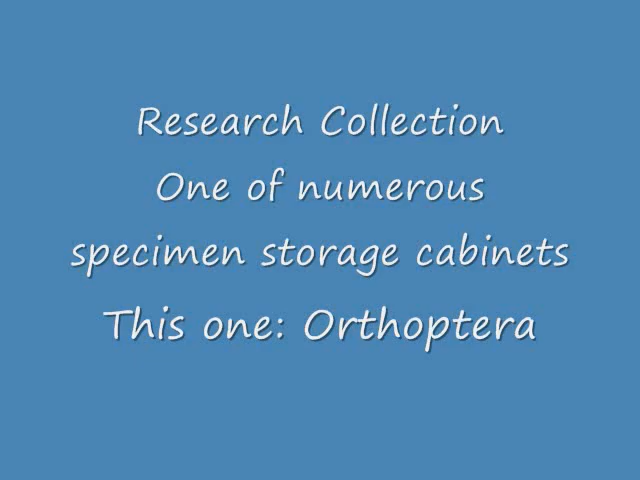 Research Collection
One of numerous
specimen storage cabinets
This one: Orthoptera